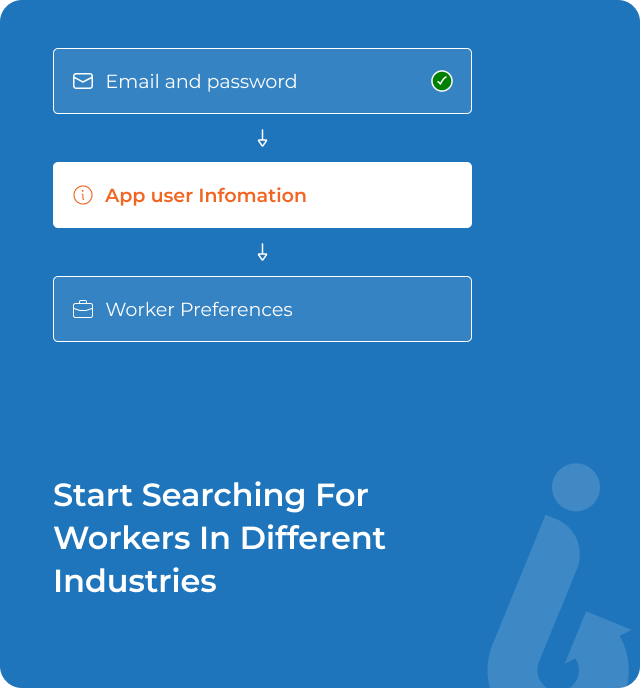 Email and password
App user Infomation
Worker Preferences
Start Searching For
Workers In Different
Industries